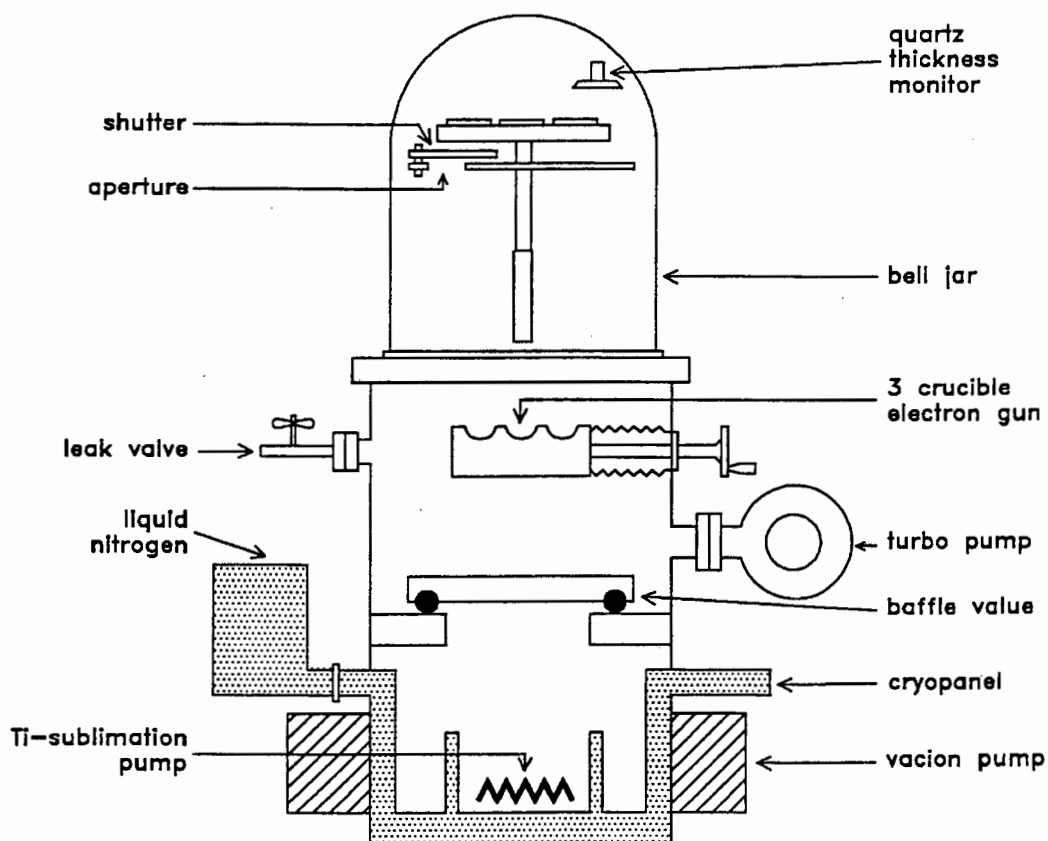 quartz
thickness
monitor
shutter
aperture
bell jar
3 crucible
electron gun
leak valve
liquid
nitrogen
turbo pump
baffle value
cryopanel
Ti-sublimation
pump
vacion pump